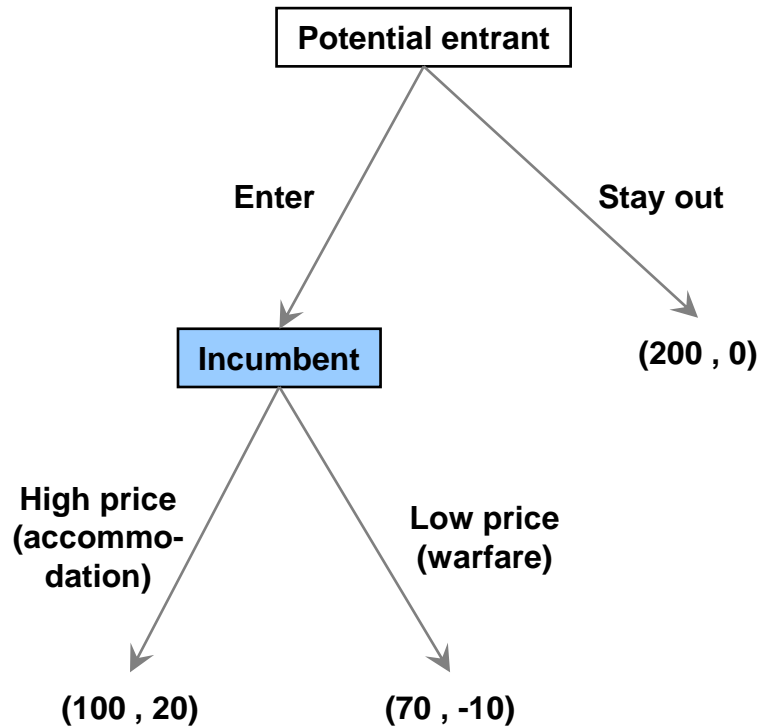 Potential entrant
Enter
Stay out
Incumbent
(200 , 0)
High price
(accommo-
dation)
Low price
(warfare)
(100 , 20)
(70 , -10)